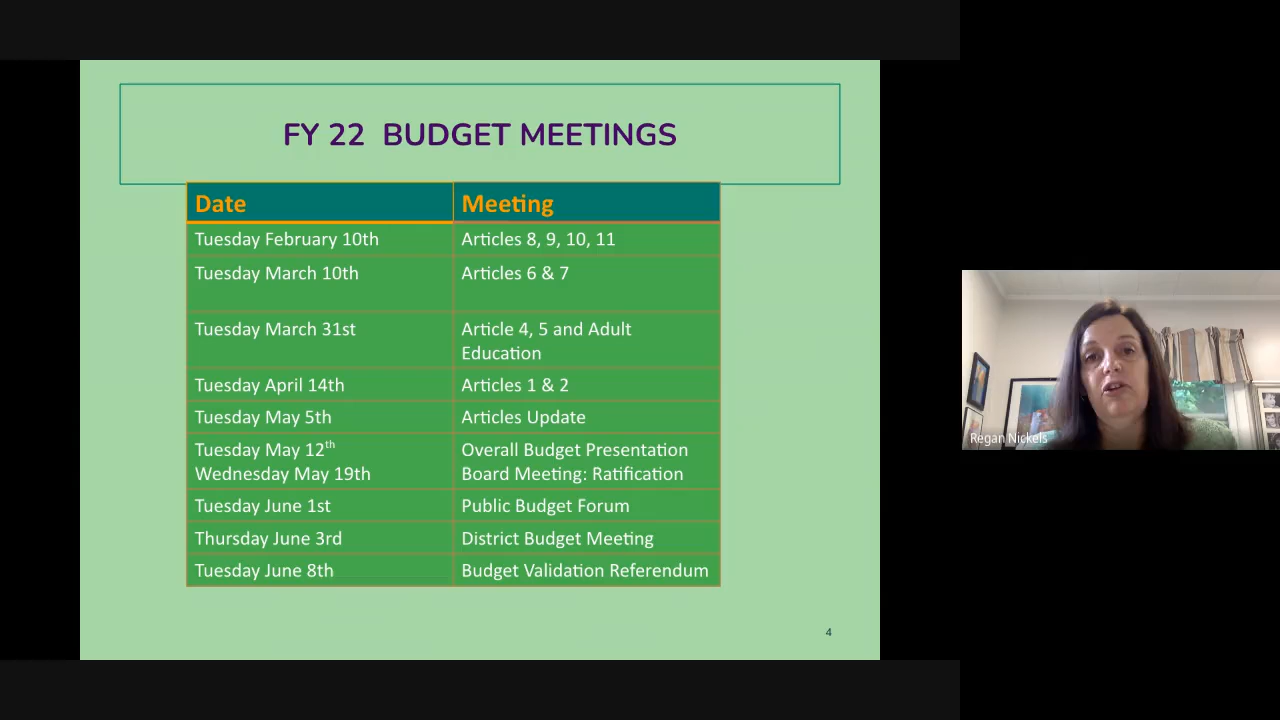 FY 22 BUDGET MEETINGS
Date Meeting
Tuesday February 10th Articles 8, 9, 10, 11
Tuesday March 10th Articles 6 & 7
Tuesday March 31st Article 4, 5 and Adult
Education
Tuesday April 14th Articles 1 & 2
Tuesday May 5th Articles Update
Tuesday May 12th Overall Budget Presentation
Wednesday May 19th Board Meeting: Ratification
Tuesday June 1st Public Budget Forum
Thursday June 3rd District Budget Meeting
Tuesday June 8th Budget Validation Referendum
4
Regan Nickels